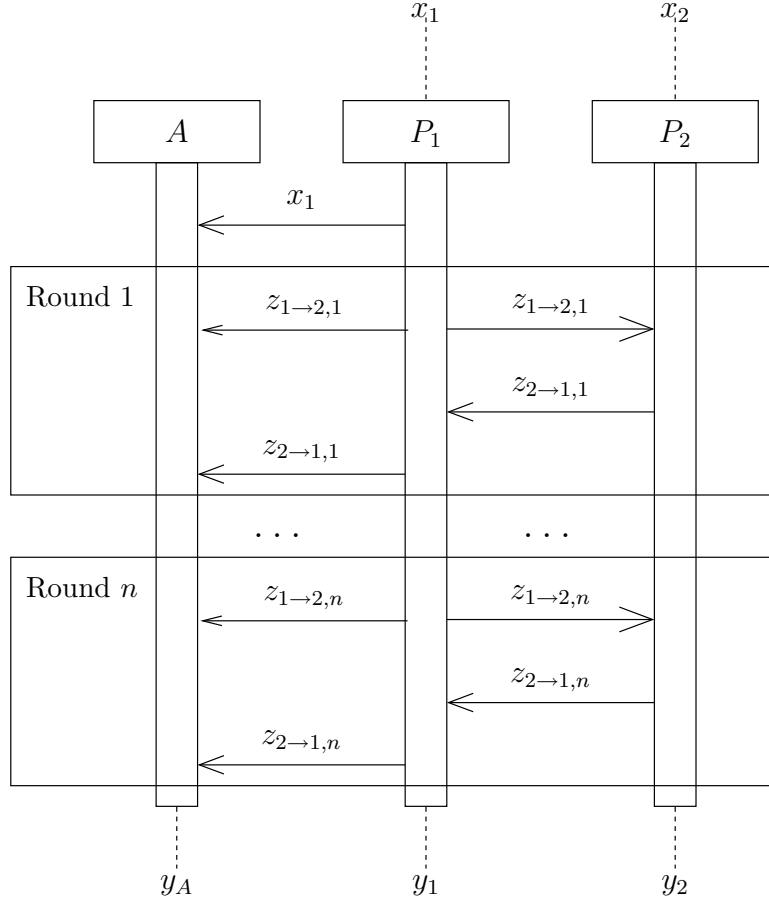 x₁ x₂
A P₁ P₂
x₁
Round 1
z₁→₂,₁ z₁→₂,₁
z₂→₁,₁
z₂→₁,₁
... ...
Round n
z₁→₂,ₙ z₁→₂,ₙ
z₂→₁,ₙ
z₂→₁,ₙ
y_A y₁ y₂